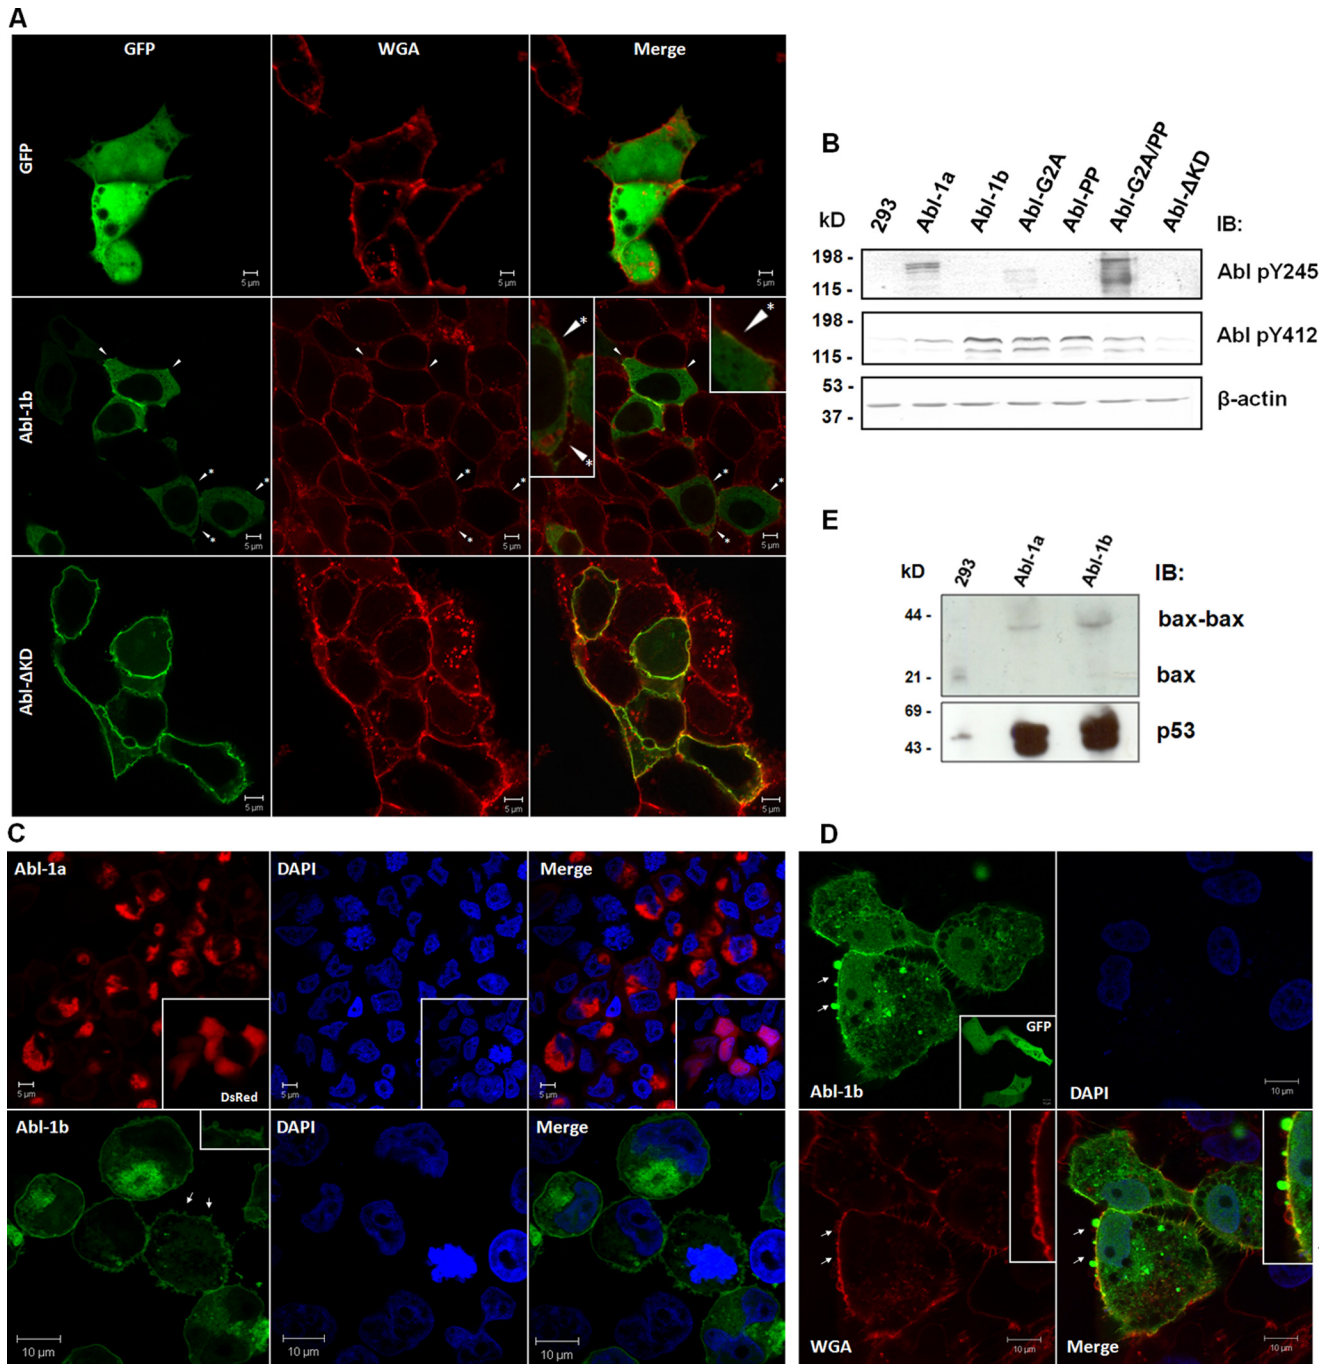 A
GFP WGA Merge
GFP
5 µm 5 µm 5 µm
Abl-1b
* * * *
* * * * * * * * *
5 µm 5 µm 5 µm
Abl-ΔKD
5 µm 5 µm 5 µm
B
kD 293 Abl-1a Abl-1b Abl-G2A Abl-PP Abl-G2A/PP Abl-ΔKD IB:
198 -
115 -
Abl pY245
198 -
115 -
Abl pY412
53 -
37 -
β-actin
E
kD 293 Abl-1a Abl-1b IB:
44 - bax-bax
21 - bax
69 -
43 -
p53
C
Abl-1a DAPI Merge
5 µm DsRed 5 µm 5 µm
Abl-1b DAPI Merge
10 µm 10 µm 10 µm
D
GFP
Abl-1b DAPI 10 µm
WGA 10 µm Merge 10 µm